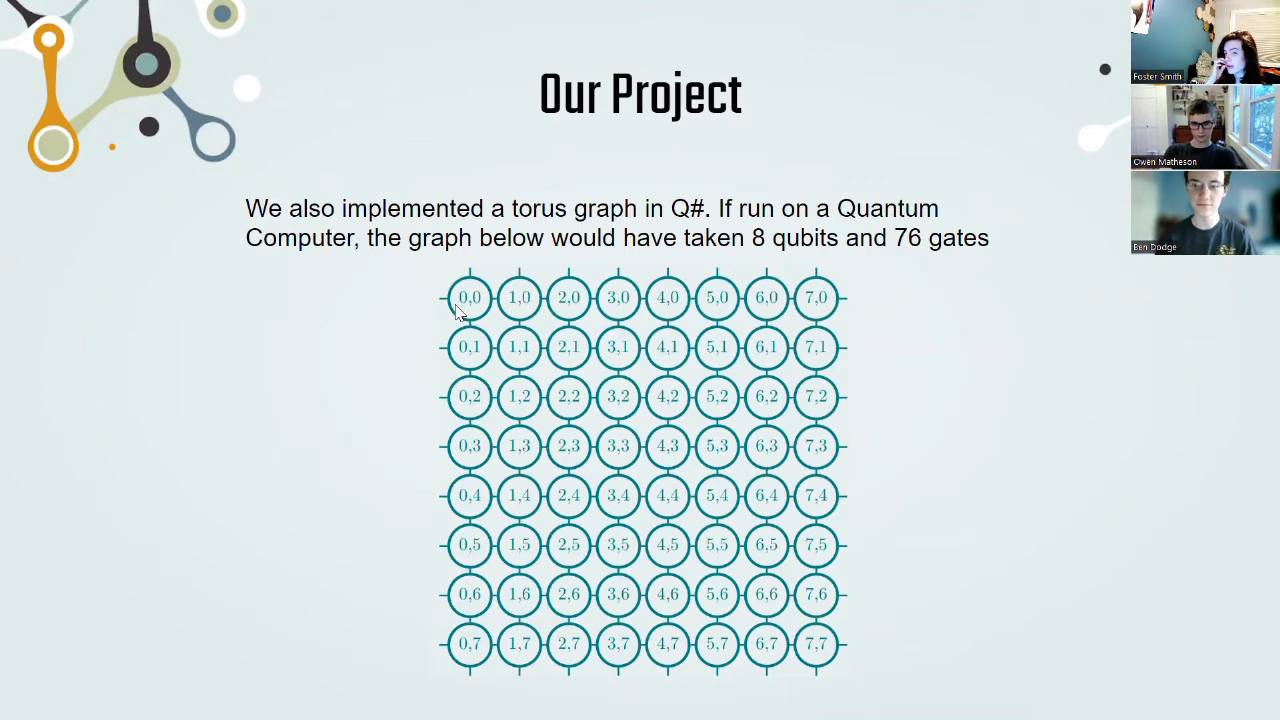 Our Project
We also implemented a torus graph in Q#. If run on a Quantum
Computer, the graph below would have taken 8 qubits and 76 gates
0,0 1,0 2,0 3,0 4,0 5,0 6,0 7,0
0,1 1,1 2,1 3,1 4,1 5,1 6,1 7,1
0,2 1,2 2,2 3,2 4,2 5,2 6,2 7,2
0,3 1,3 2,3 3,3 4,3 5,3 6,3 7,3
0,4 1,4 2,4 3,4 4,4 5,4 6,4 7,4
0,5 1,5 2,5 3,5 4,5 5,5 6,5 7,5
0,6 1,6 2,6 3,6 4,6 5,6 6,6 7,6
0,7 1,7 2,7 3,7 4,7 5,7 6,7 7,7
Foster Smith
Owen Matheson
Ben Dodge